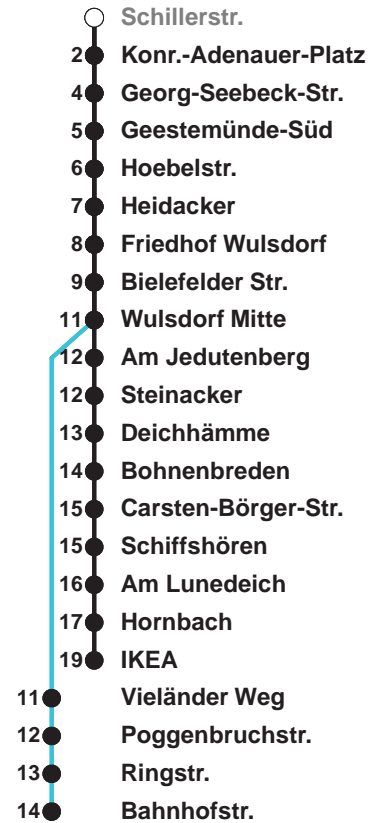 Schillerstr.
2 Konr.-Adenauer-Platz
4 Georg-Seebeck-Str.
5 Geestemünde-Süd
6 Hoebelstr.
7 Heidacker
8 Friedhof Wulsdorf
9 Bielefelder Str.
11 Wulsdorf Mitte
12 Am Jedutenberg
12 Steinacker
13 Deichhämme
14 Bohnenbreden
15 Carsten-Börger-Str.
15 Schiffshören
16 Am Lunedeich
17 Hornbach
19 IKEA
11 Vieländer Weg
12 Poggenbruchstr.
13 Ringstr.
14 Bahnhofstr.